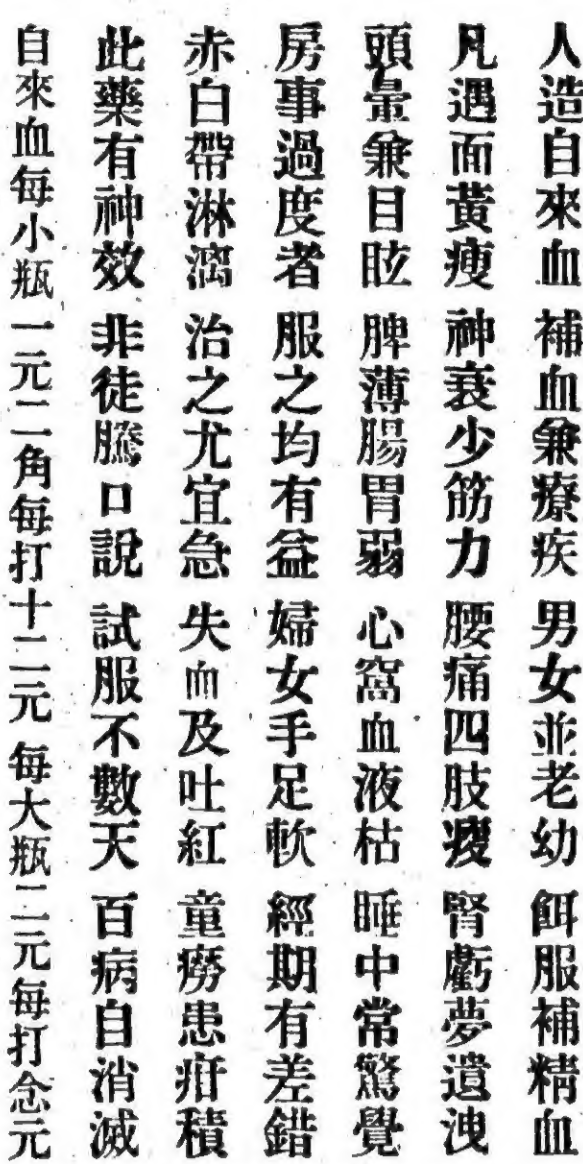 人造自來血 補血兼療疾 男女並老幼 餌服補精血
凡遇面黃瘦 神衰少筋力 腰痛四肢痠 腎虧夢遺洩
頭暈兼目眩 脾薄腸胃弱 心窩血液枯 睡中常驚覺
房事過度者 服之均有益 婦女手足軟 經期有差錯
赤白帶淋漓 治之尤宜急 失血及吐紅 童癆患疳積
此藥有神效 非徒騰口說 試服不數天 百病自消滅
自來血每小瓶一元二角每打十二元 每大瓶二元每打念元